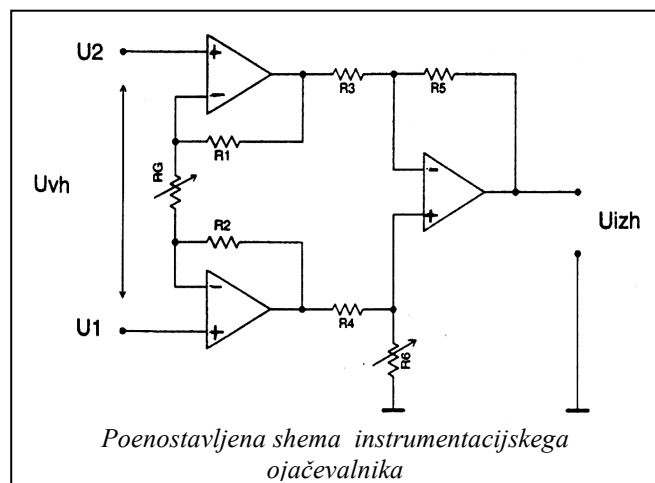 U2
+
−
R3
R5
R1
RG
Uvh
−
+
Uizh
R2
−
+
U1
R4
R6
Poenostavljena shema instrumentacijskega
ojačevalnika